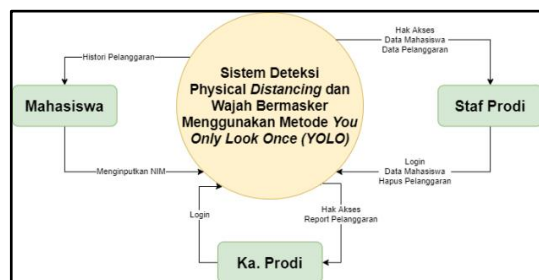 Hak Akses
Data Mahasiswa
Data Pelanggaran
Histori Pelanggaran
Sistem Deteksi
Physical Distancing dan
Wajah Bermasker
Menggunakan Metode You
Only Look Once (YOLO)
Mahasiswa
Staf Prodi
Menginputkan NIM
Login
Data Mahasiswa
Hapus Pelanggaran
Login
Hak Akses
Report Pelanggaran
Ka. Prodi